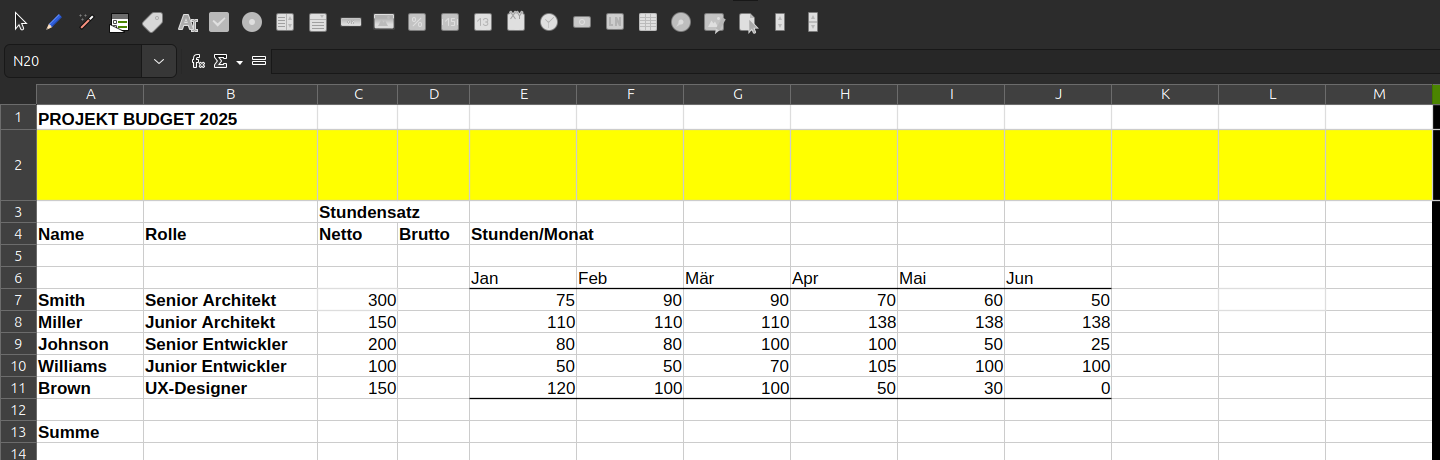 N20
A B C D E F G H I J K L M
1 PROJEKT BUDGET 2025
2
3 Stundensatz
4 Name Rolle Netto Brutto Stunden/Monat
5
6 Jan Feb Mär Apr Mai Jun
7 Smith Senior Architekt 300 75 90 90 70 60 50
8 Miller Junior Architekt 150 110 110 110 138 138 138
9 Johnson Senior Entwickler 200 80 80 100 100 50 25
10 Williams Junior Entwickler 100 50 50 70 105 100 100
11 Brown UX-Designer 150 120 100 100 50 30 0
12
13 Summe
14